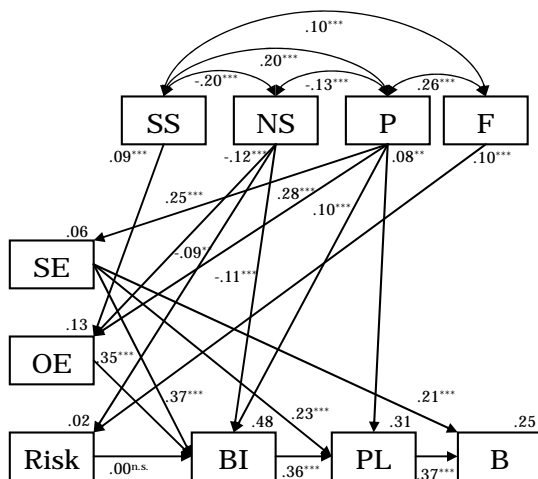 .10***
.20***
-.20*** -.13*** .26***
SS NS P F
.09*** -.12*** .08** .10***
.25*** .28***
.10***
.06
SE
-.09**
-.11***
.13
OE
.35***
.37*** .21***
.23***
.02 .48 .31 .25
Risk BI PL B
.00n.s. .36*** .37***